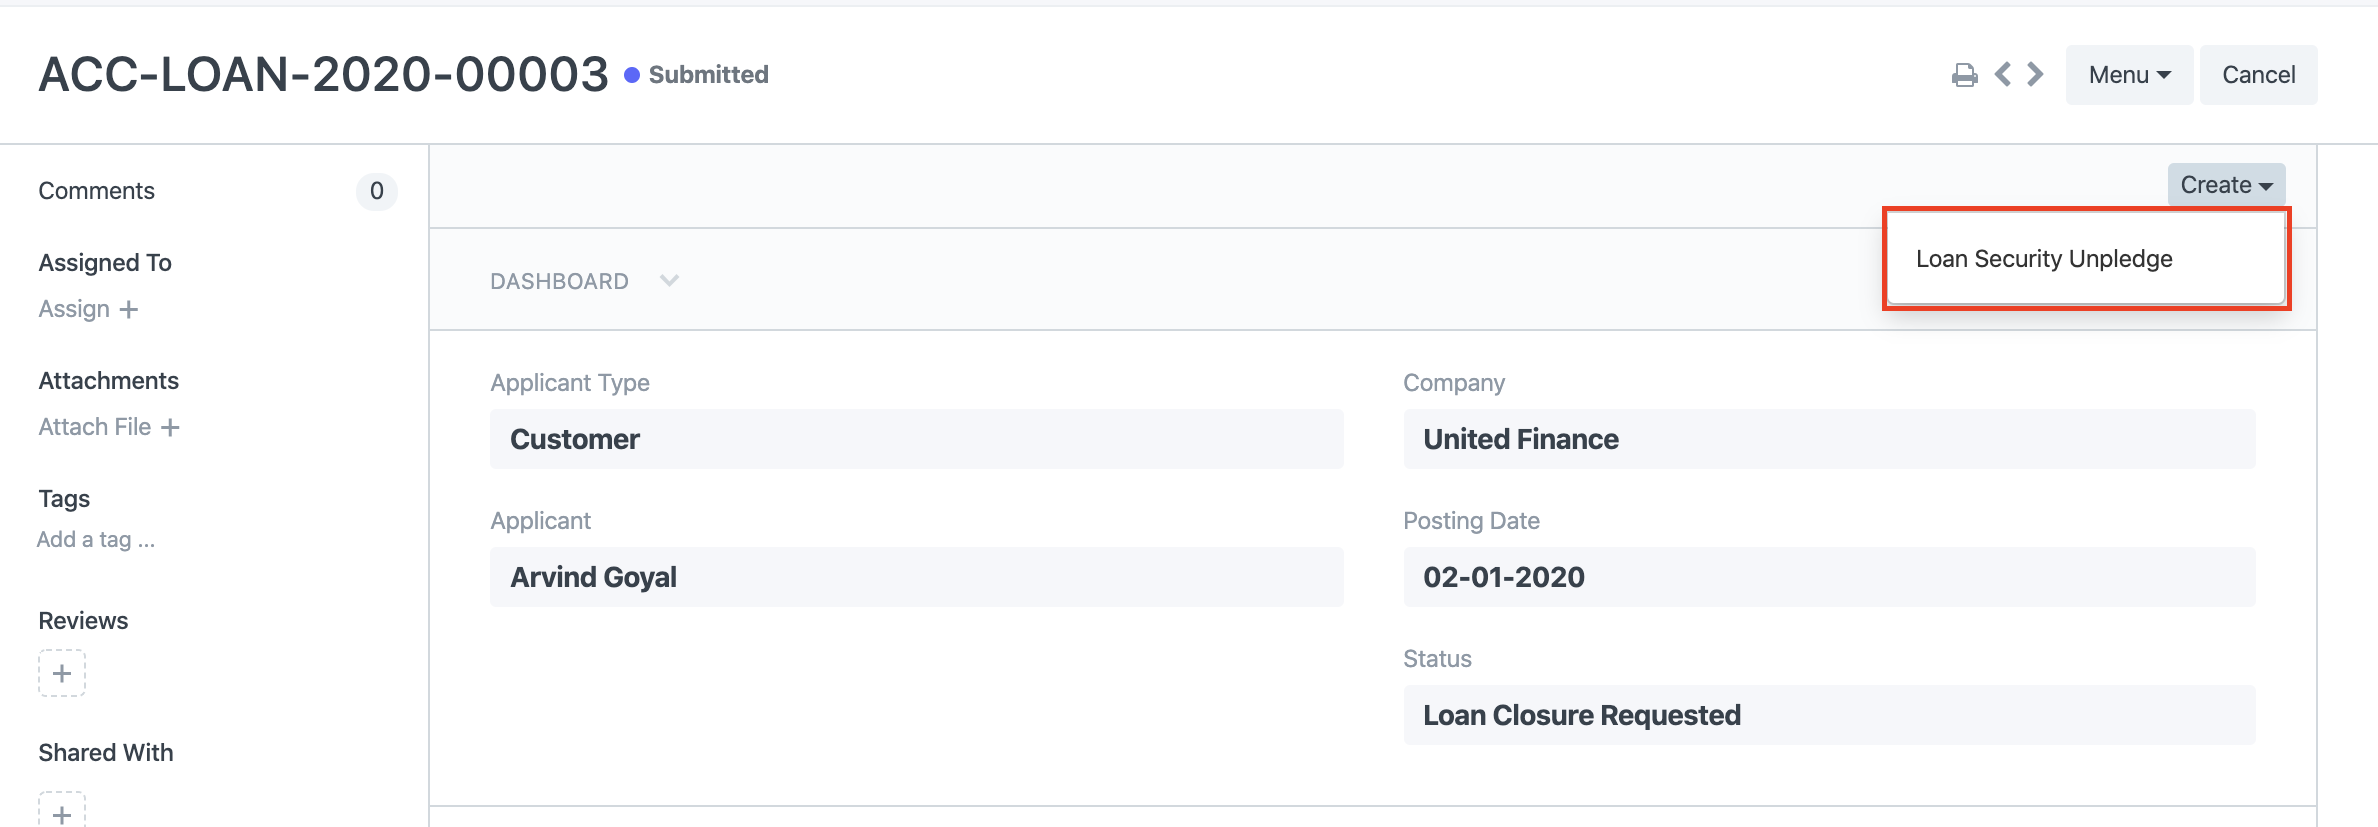 ACC-LOAN-2020-00003 Submitted Menu Cancel
Comments 0
Assigned To
Assign +
Attachments
Attach File +
Tags
Add a tag ...
Reviews
+
Shared With
+
Create
Loan Security Unpledge
DASHBOARD
Applicant Type
Customer
Applicant
Arvind Goyal
Company
United Finance
Posting Date
02-01-2020
Status
Loan Closure Requested